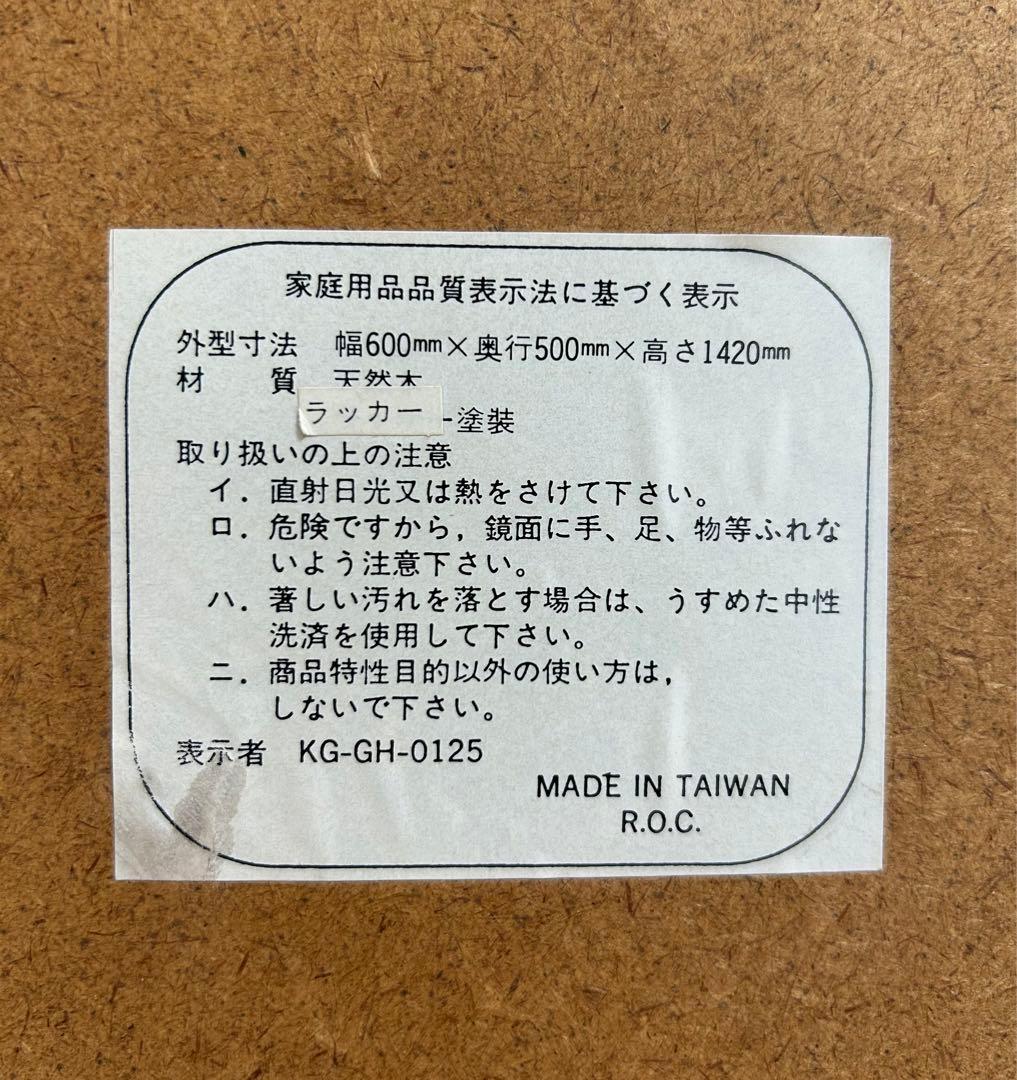 家庭用品品質表示法に基づく表示
外型寸法 幅600mm×奥行500mm×高さ1420mm
材 質 天然木
ラッカー-塗装
取り扱いの上の注意
イ. 直射日光又は熱をさけて下さい。
ロ. 危険ですから,鏡面に手、足、物等ふれな
いよう注意下さい。
ハ. 著しい汚れを落とす場合は、うすめた中性
洗済を使用して下さい。
ニ. 商品特性目的以外の使い方は,
しないで下さい。
表示者 KG-GH-0125
MADE IN TAIWAN
R.O.C.